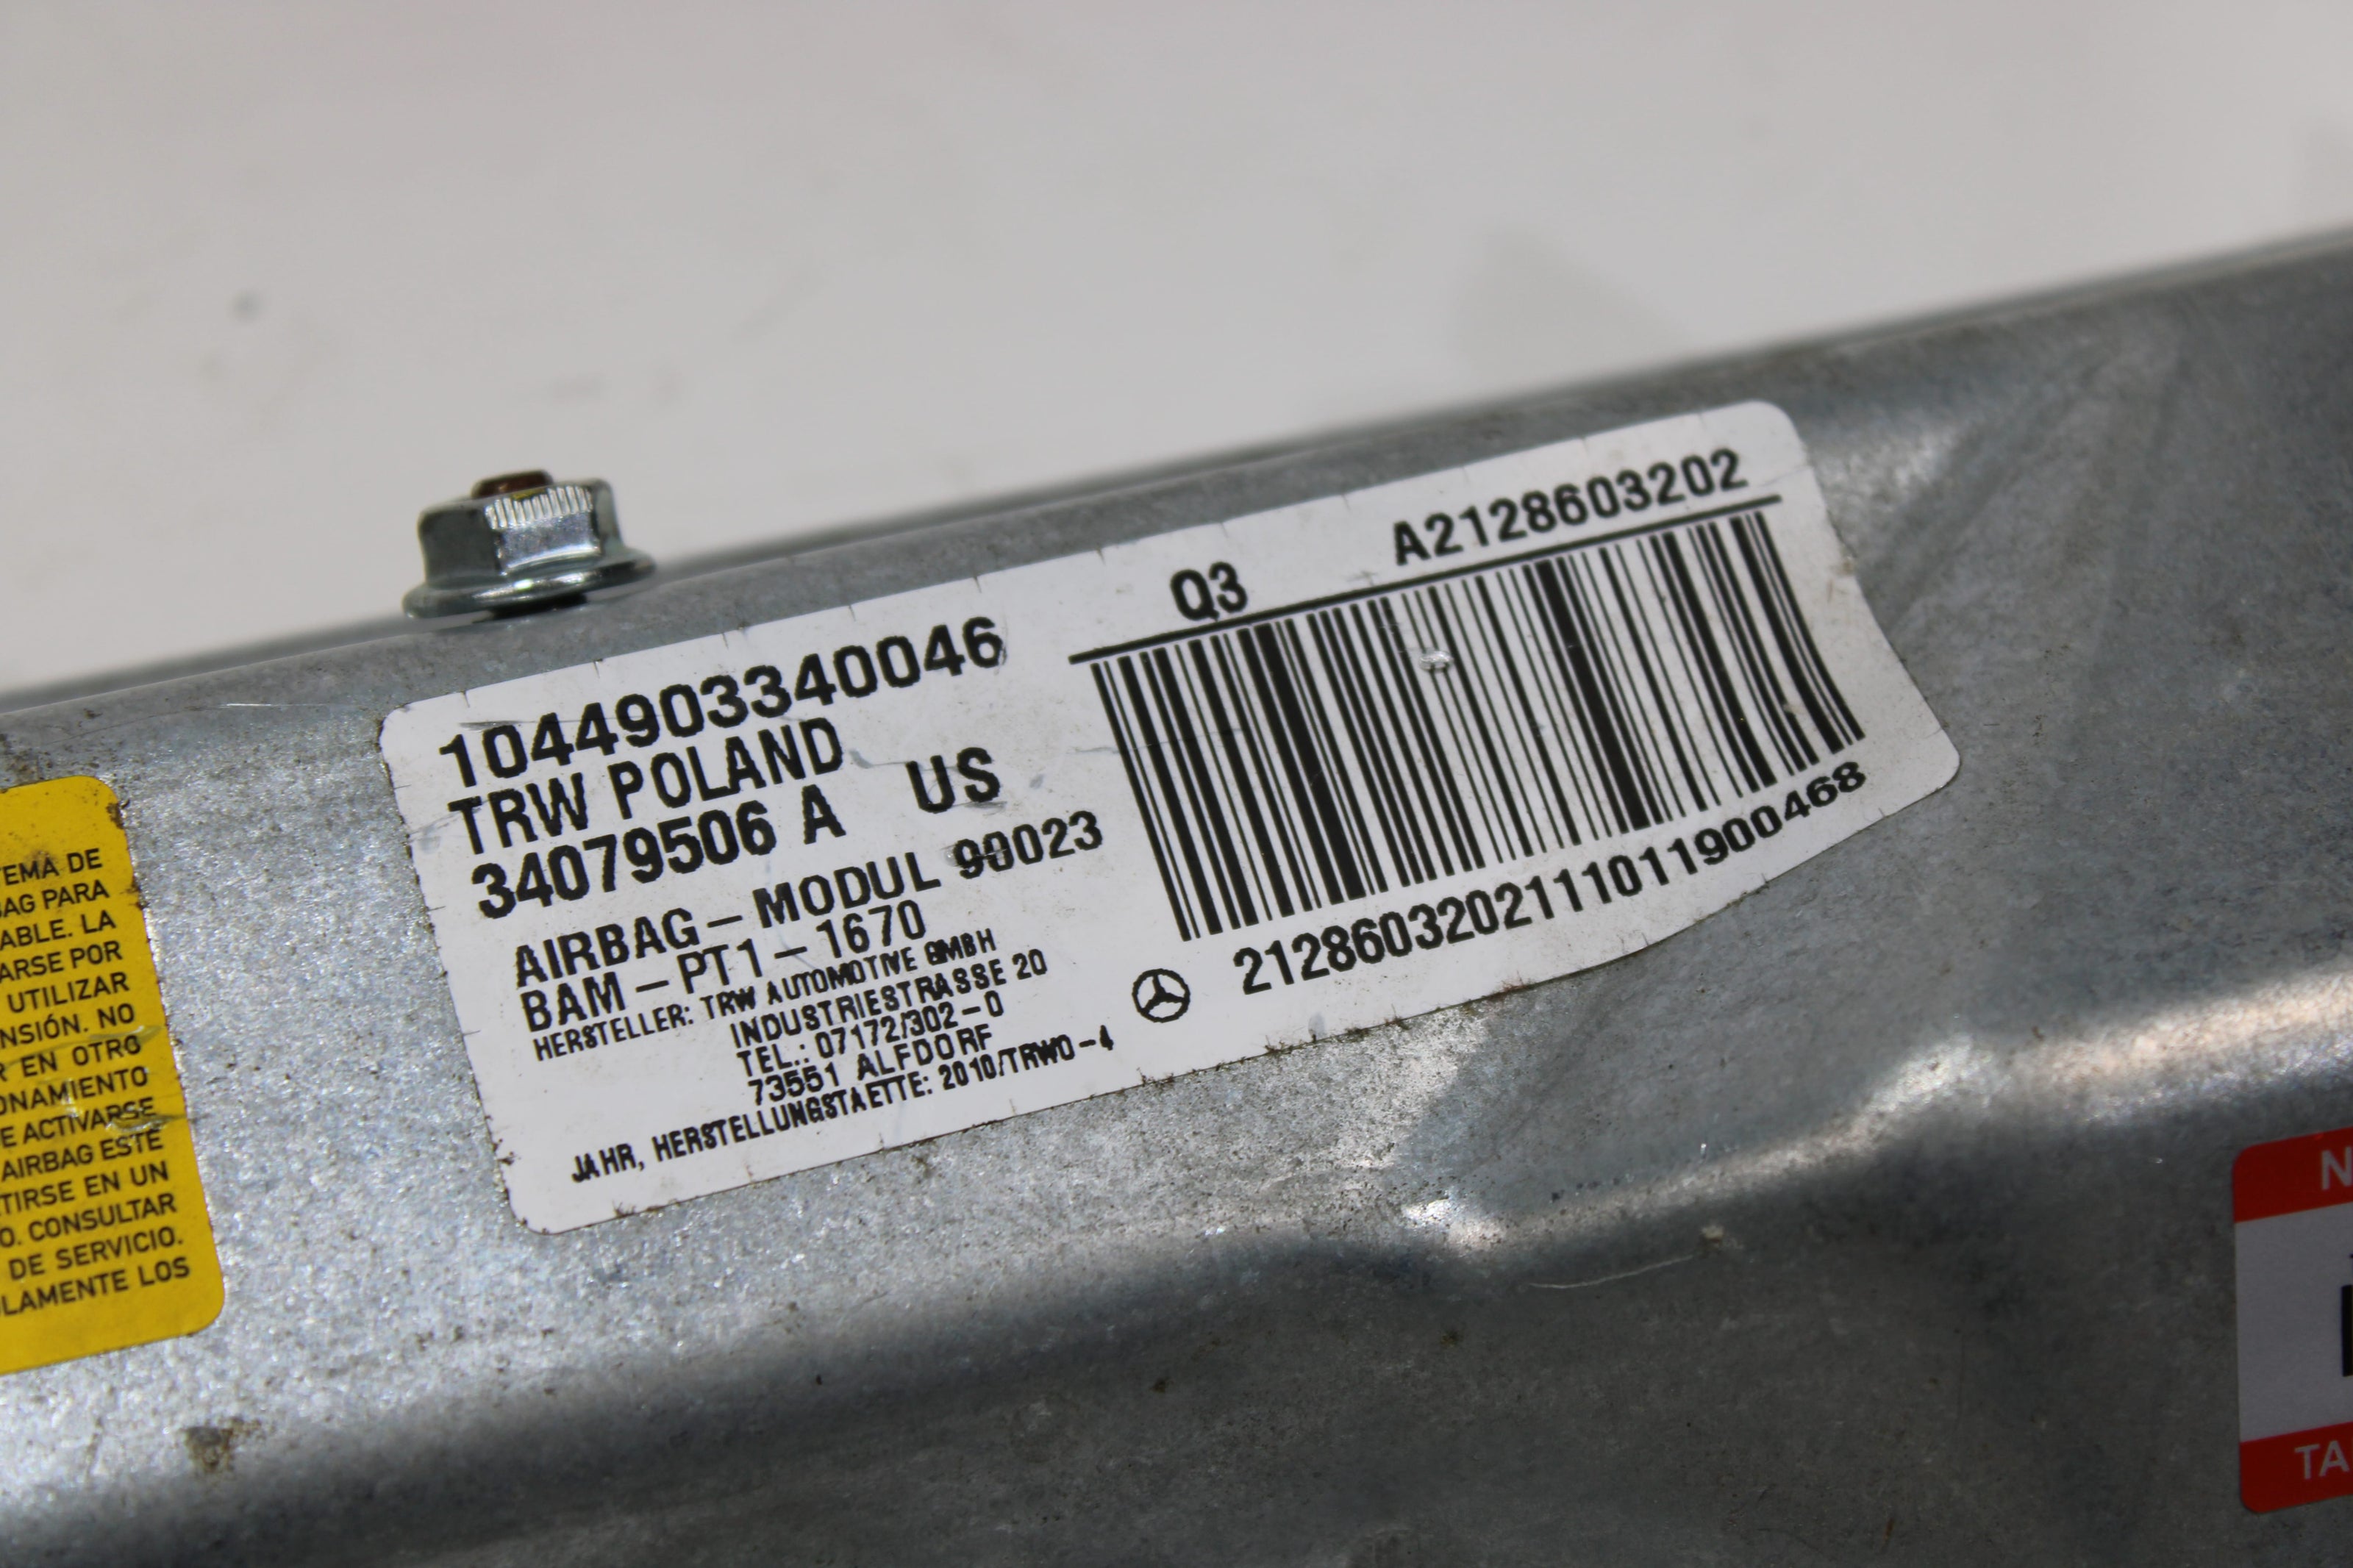 TEMA DE
BAG PARA
ABLE. LA
ARSE POR
UTILIZAR
NSIÓN. NO
R EN OTRO
ONAMIENTO
E ACTIVARSE
AIRBAG ESTE
TIRSE EN UN
O. CONSULTAR
DE SERVICIO.
LAMENTE LOS
1044903340046
TRW POLAND
34079506 A US
AIRBAG-MODUL 90023
BAM-PT1-1670
HERSTELLER: TRW AUTOMOTIVE GMBH
INDUSTRIESTRASSE 20
TEL.: 07172/302-0
73551 ALFDORF
JAHR, HERSTELLUNGSTAETTE: 2010/TRWO-4
Q3 A2128603202
2128603202111011900468
N
TA